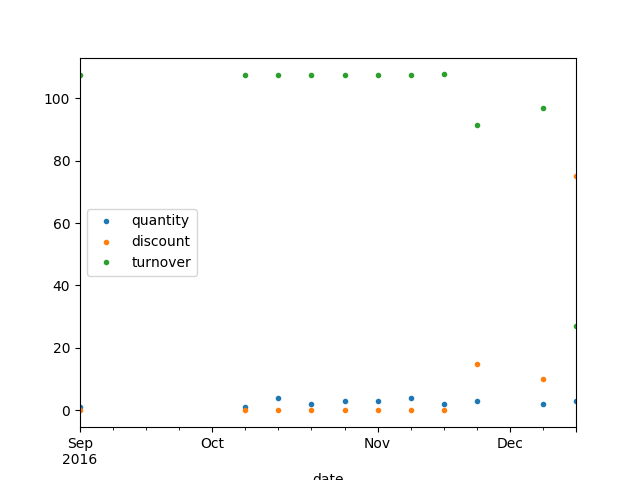 100
80
60
40
20
0
quantity
discount
turnover
Sep
2016
Oct
Nov
Dec
date